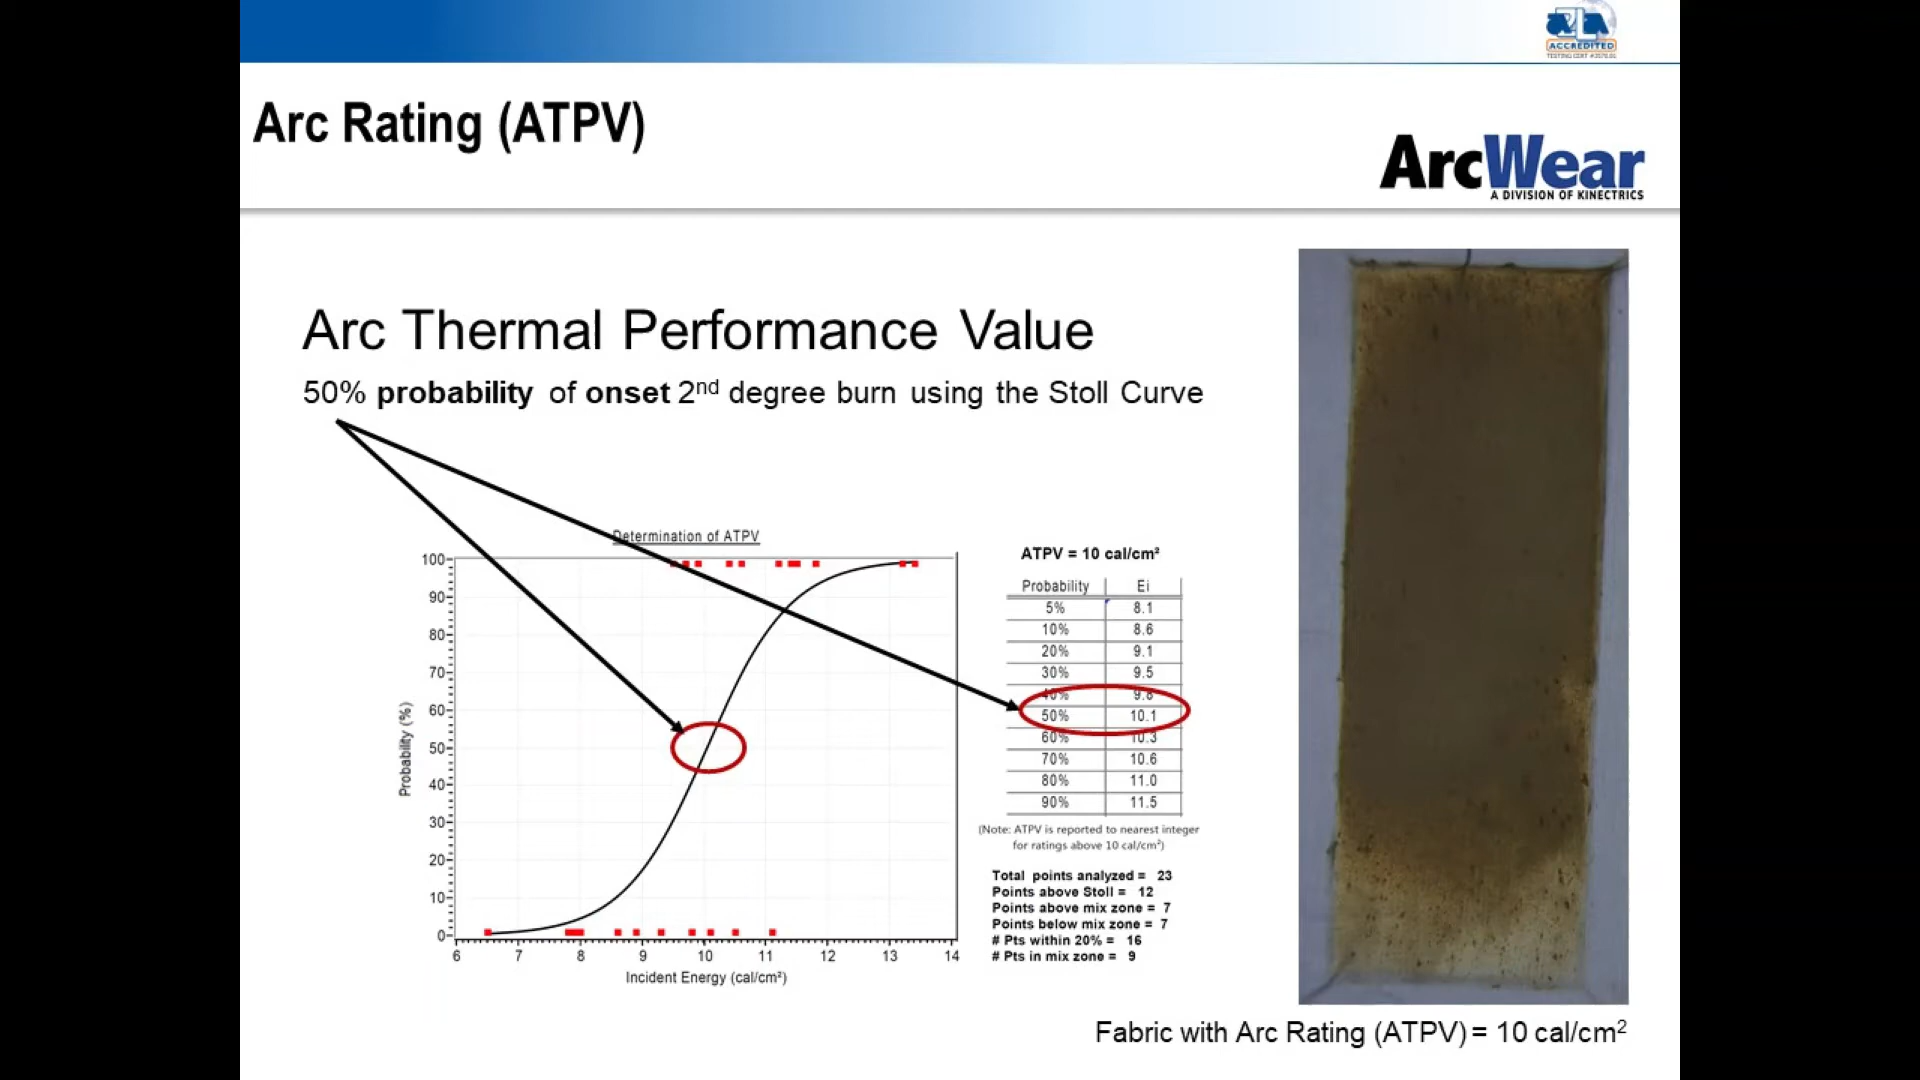 ACCREDITED
Arc Rating (ATPV)
ArcWear
A DIVISION OF KINECTRICS
Arc Thermal Performance Value
50% probability of onset 2nd degree burn using the Stoll Curve
Determination of ATPV
100
90
80
70
60
50
40
30
20
10
0
Probability (%)
6 7 8 9 10 11 12 13 14
Incident Energy (cal/cm²)
ATPV = 10 cal/cm²
Probability Ei
5% 8.1
10% 8.6
20% 9.1
30% 9.5
40% 9.8
50% 10.1
60% 10.3
70% 10.6
80% 11.0
90% 11.5
(Note: ATPV is reported to nearest integer
for ratings above 10 cal/cm²)
Total points analyzed = 23
Points above Stoll = 12
Points above mix zone = 7
Points below mix zone = 7
# Pts within 20% = 16
# Pts in mix zone = 9
Fabric with Arc Rating (ATPV) = 10 cal/cm²